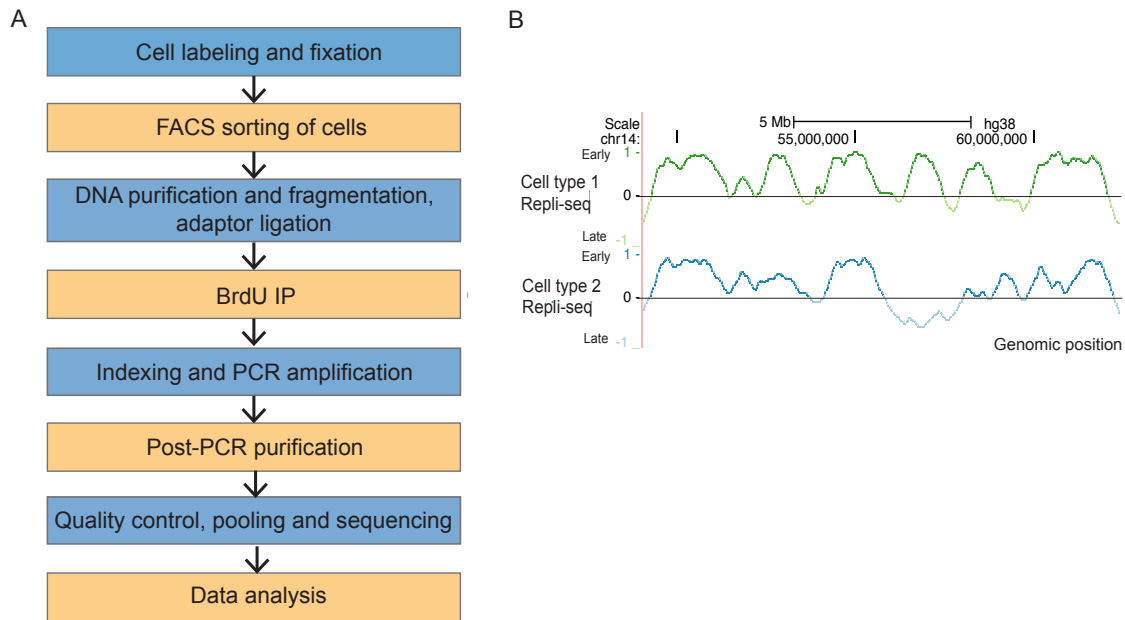 A
Cell labeling and fixation
FACS sorting of cells
DNA purification and fragmentation,
adaptor ligation
BrdU IP
Indexing and PCR amplification
Post-PCR purification
Quality control, pooling and sequencing
Data analysis
B
Scale 5 Mb hg38
chr14: 55,000,000 60,000,000
Early 1
Cell type 1
Repli-seq
0
Late -1
Early 1
Cell type 2
Repli-seq
0
Late -1
Genomic position